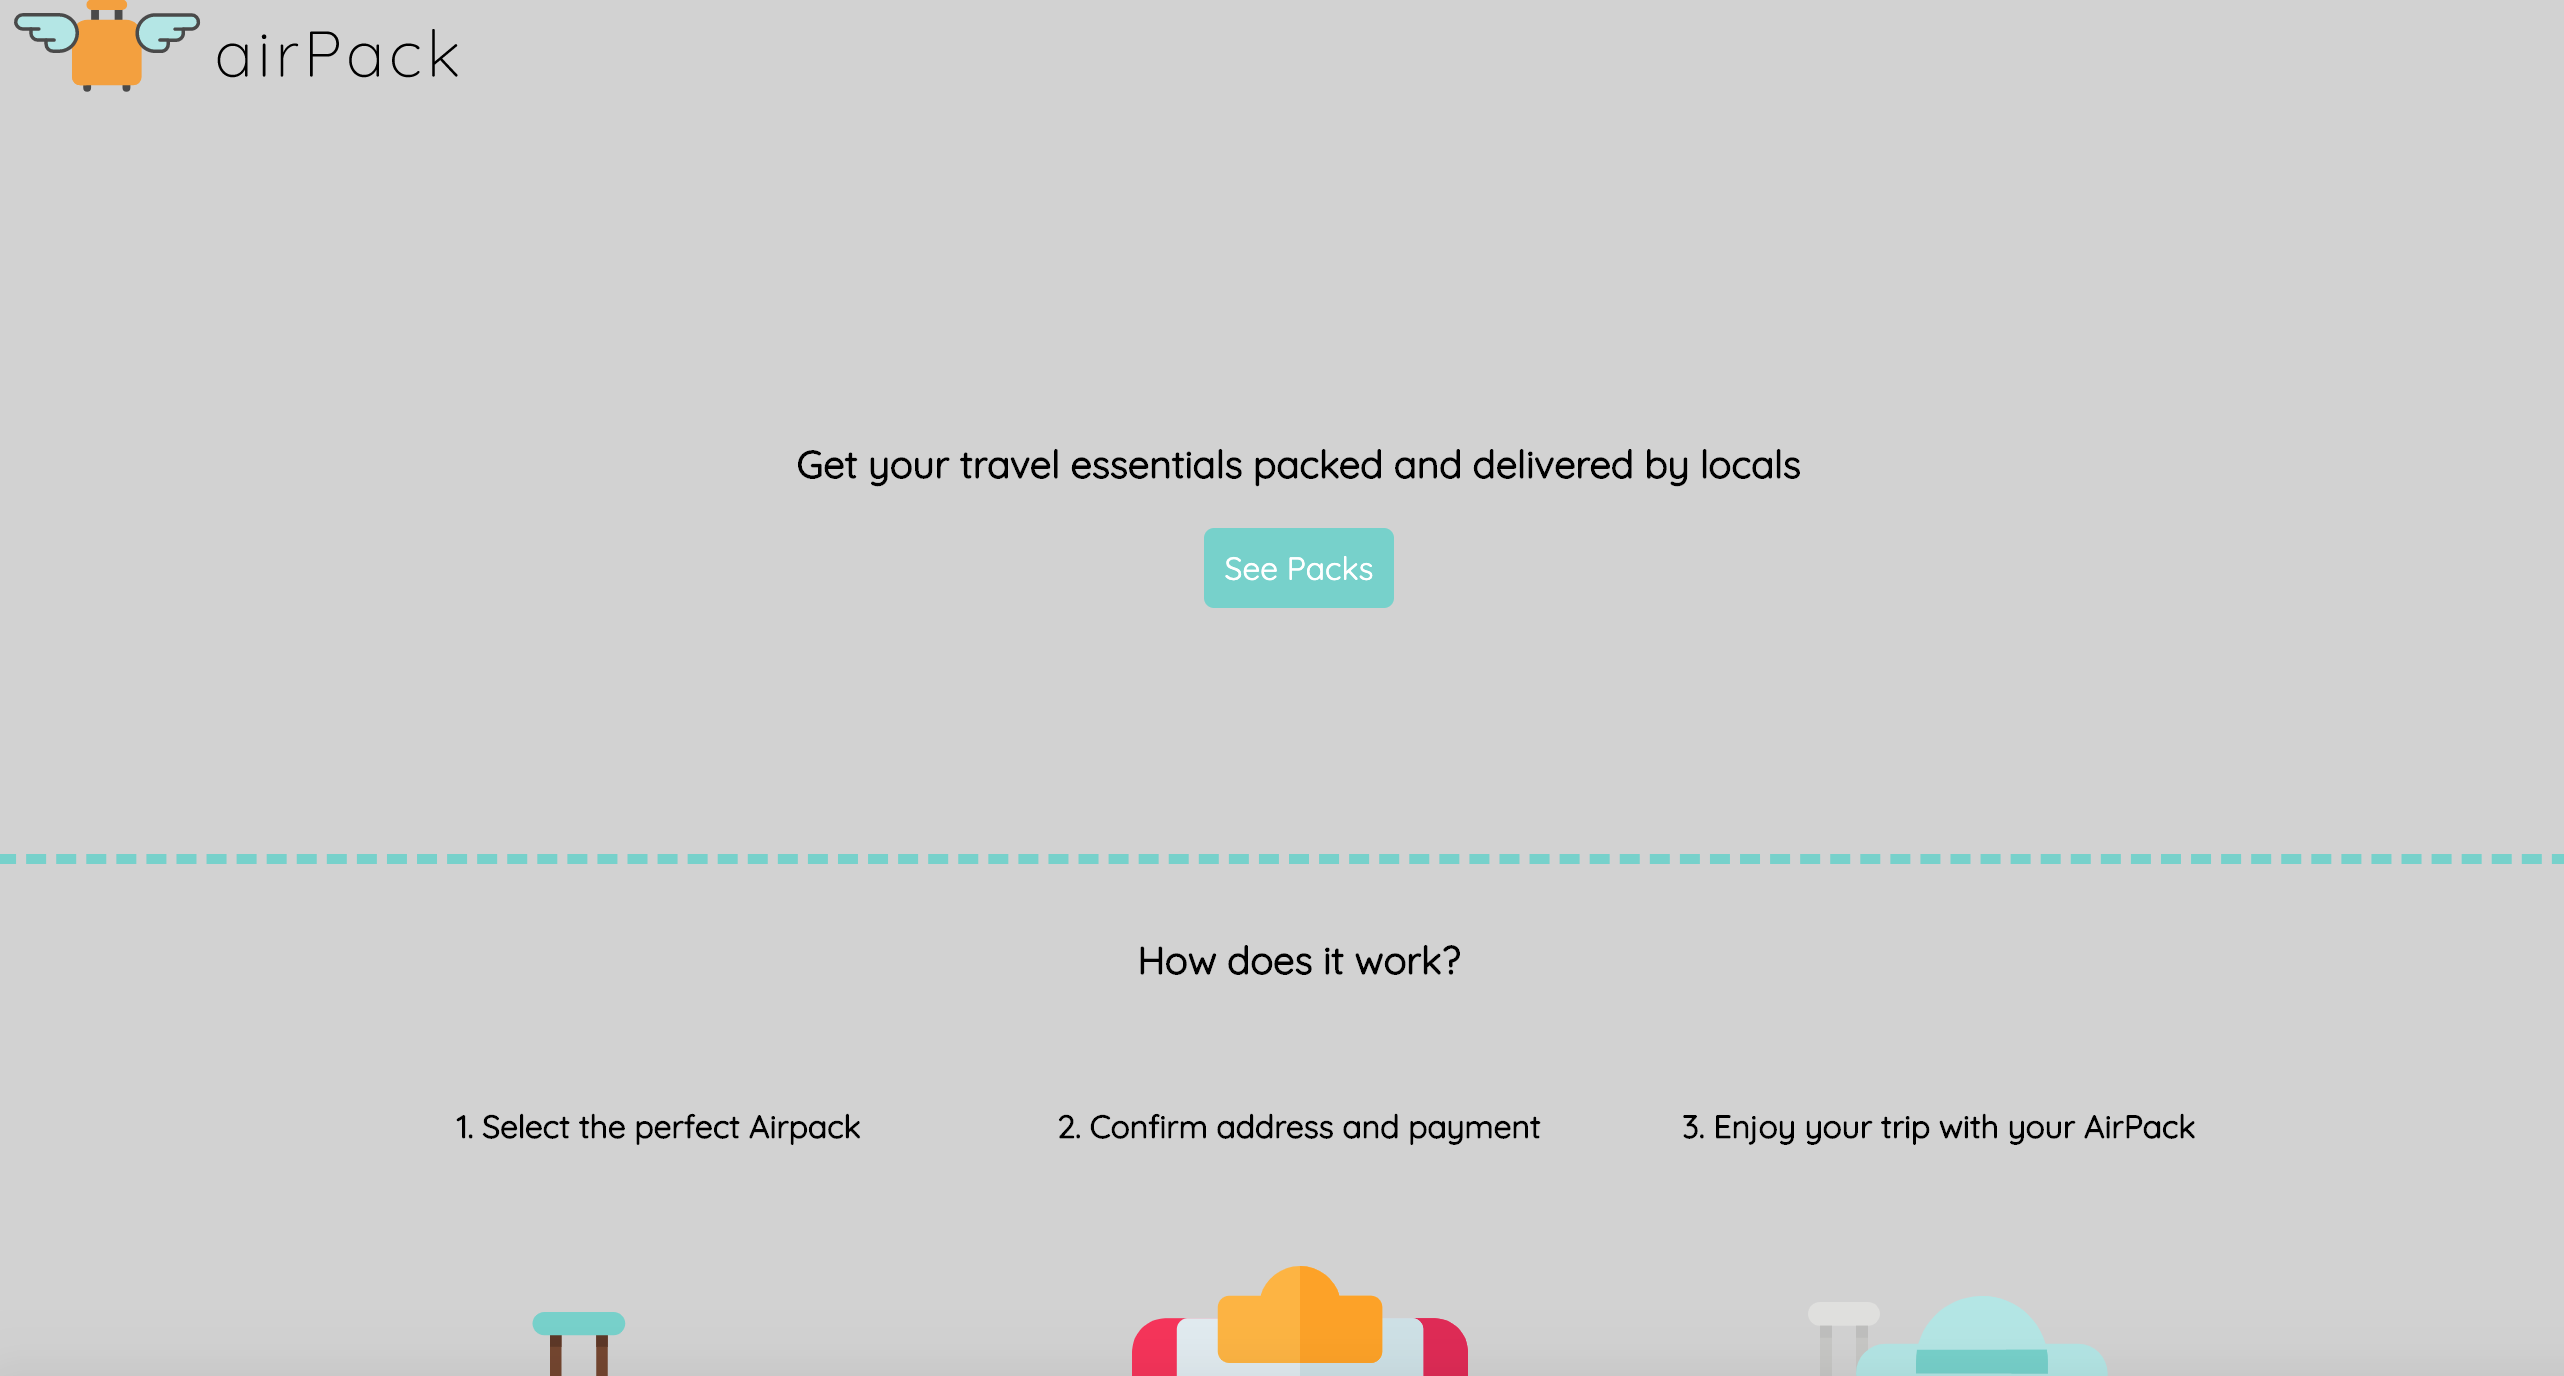 airPack
Get your travel essentials packed and delivered by locals
See Packs
How does it work?
1. Select the perfect Airpack
2. Confirm address and payment
3. Enjoy your trip with your AirPack